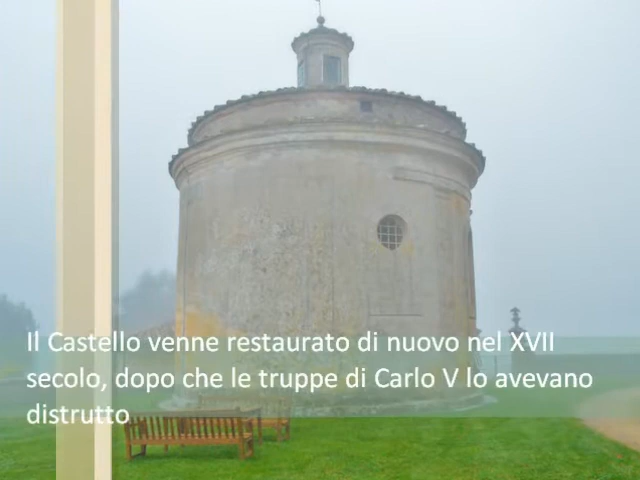 Il Castello venne restaurato di nuovo nel XVII
secolo, dopo che le truppe di Carlo V lo avevano
distrutto